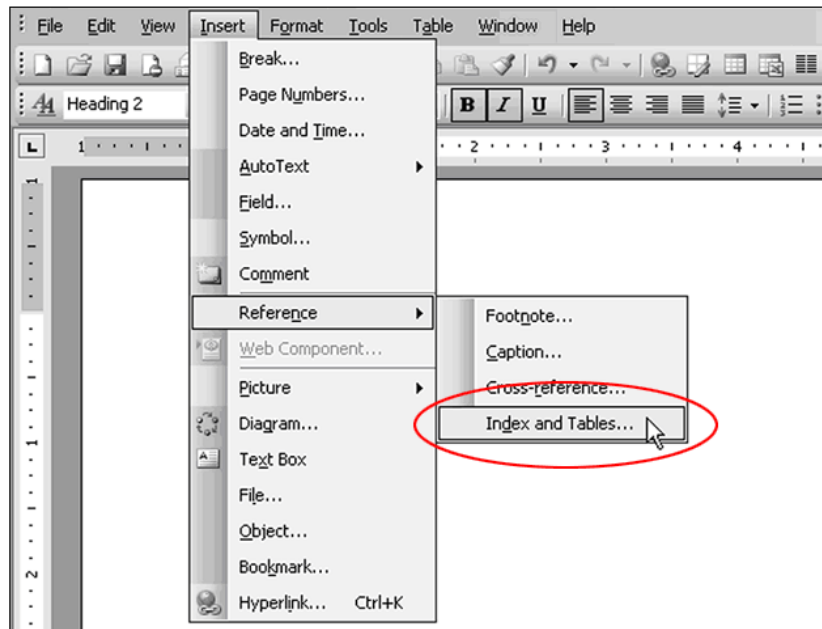 File Edit View Insert Format Tools Table Window Help
Heading 2 B I U
L 1 2 3 4
Break...
Page Numbers...
Date and Time...
AutoText
Field...
Symbol...
Comment
Reference
Footnote...
Web Component...
Caption...
Picture
Cross-reference...
Diagram...
Index and Tables...
Text Box
File...
Object...
Bookmark...
Hyperlink... Ctrl+K
1
1
2